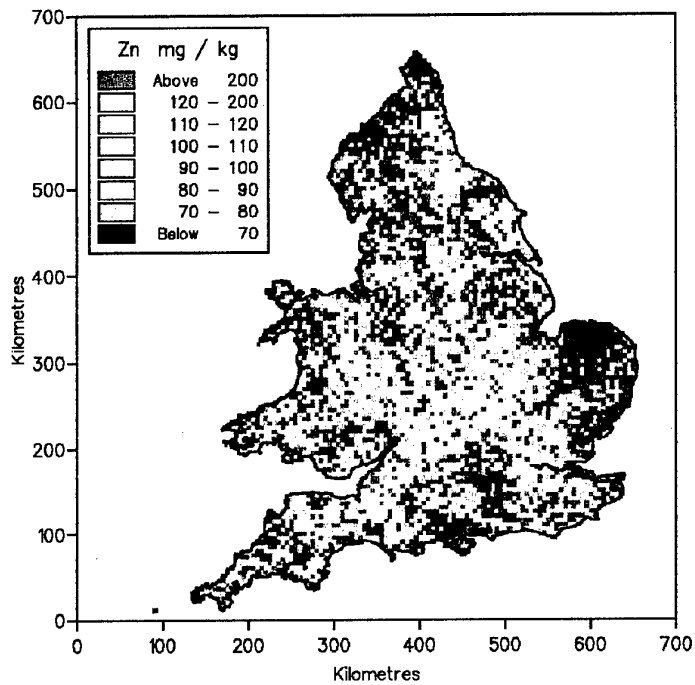 700
600
500
400
300
200
100
0
Kilometres
Zn mg / kg
Above 200
120 – 200
110 – 120
100 – 110
90 – 100
80 – 90
70 – 80
Below 70
0 100 200 300 400 500 600 700
Kilometres